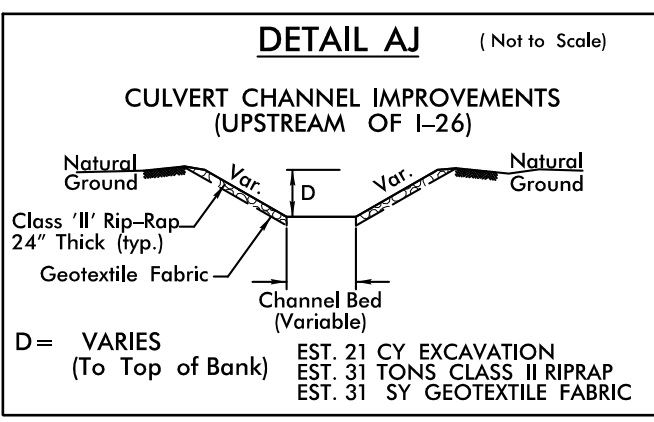 DETAIL AJ (Not to Scale)
CULVERT CHANNEL IMPROVEMENTS
(UPSTREAM OF I-26)
Natural
Ground
Var.
D
Var.
Natural
Ground
Class 'II' Rip-Rap
24" Thick (typ.)
Geotextile Fabric
Channel Bed
(Variable)
D= VARIES
(To Top of Bank)
EST. 21 CY EXCAVATION
EST. 31 TONS CLASS II RIPRAP
EST. 31 SY GEOTEXTILE FABRIC